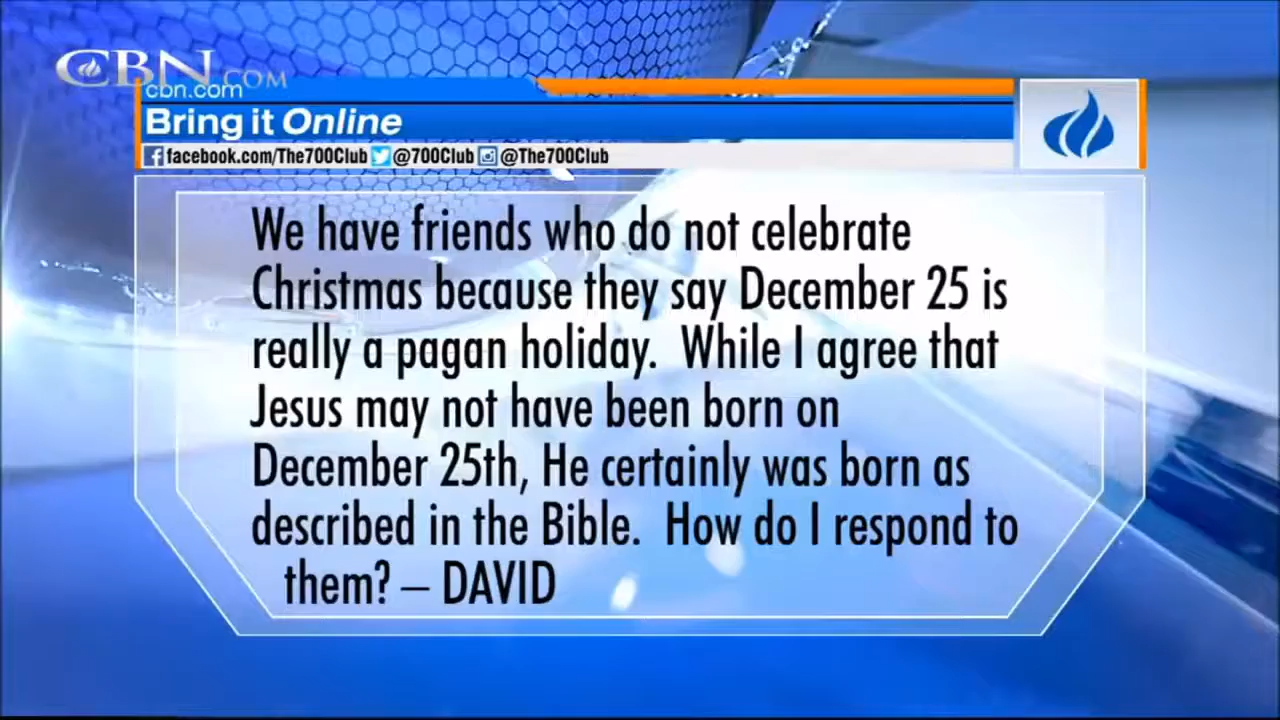 CBN.COM
cbn.com
Bring it Online
facebook.com/The700Club @700Club @The700Club
We have friends who do not celebrate
Christmas because they say December 25 is
really a pagan holiday. While I agree that
Jesus may not have been born on
December 25th, He certainly was born as
described in the Bible. How do I respond to
them? – DAVID